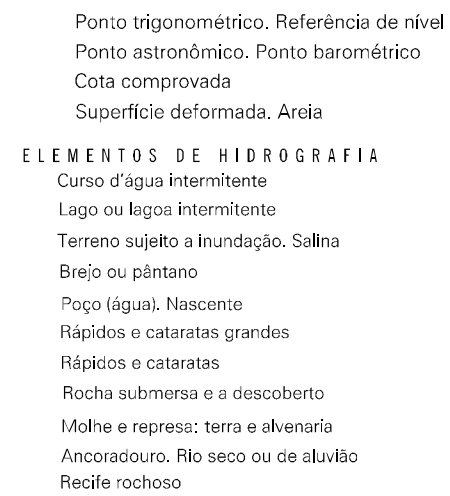 Ponto trigonométrico. Referência de nível
Ponto astronômico. Ponto barométrico
Cota comprovada
Superfície deformada. Areia
ELEMENTOS DE HIDROGRAFIA
Curso d'água intermitente
Lago ou lagoa intermitente
Terreno sujeito a inundação. Salina
Brejo ou pântano
Poço (água). Nascente
Rápidos e cataratas grandes
Rápidos e cataratas
Rocha submersa e a descoberto
Molhe e represa: terra e alvenaria
Ancoradouro. Rio seco ou de aluvião
Recife rochoso